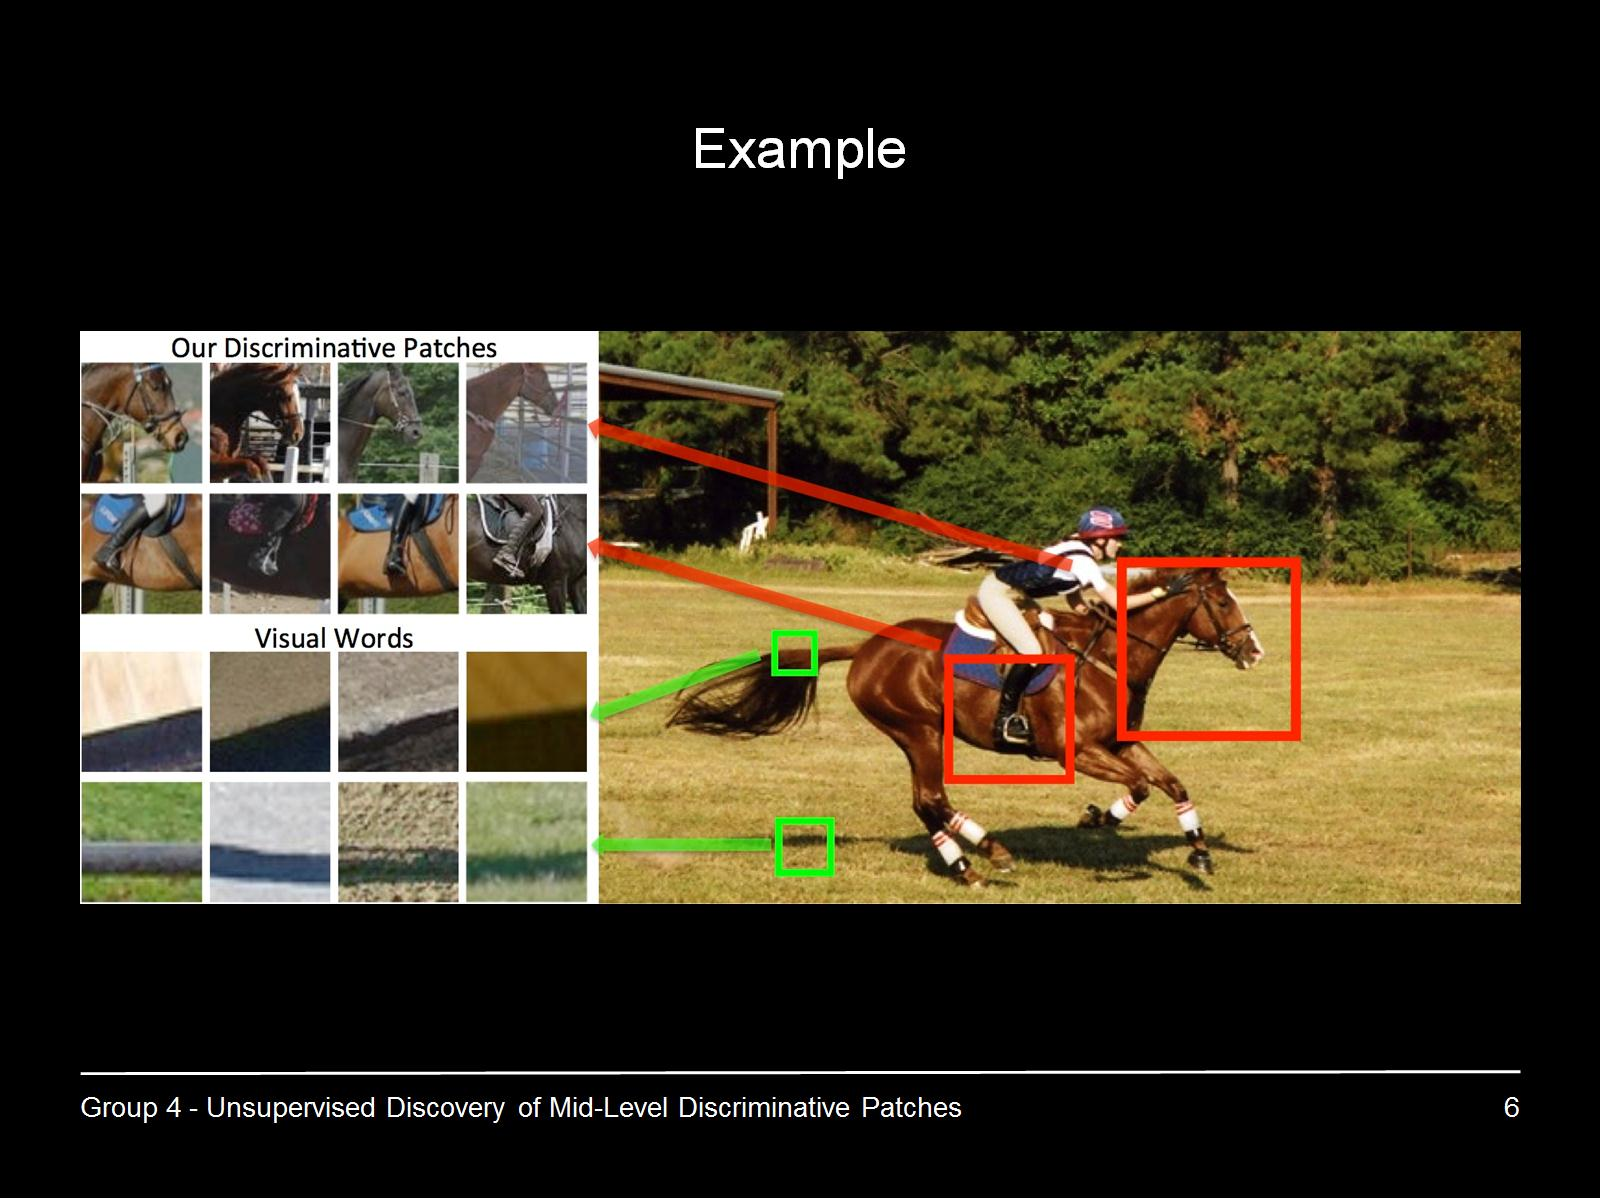 Example
Our Discriminative Patches
Visual Words
Group 4 - Unsupervised Discovery of Mid-Level Discriminative Patches
6